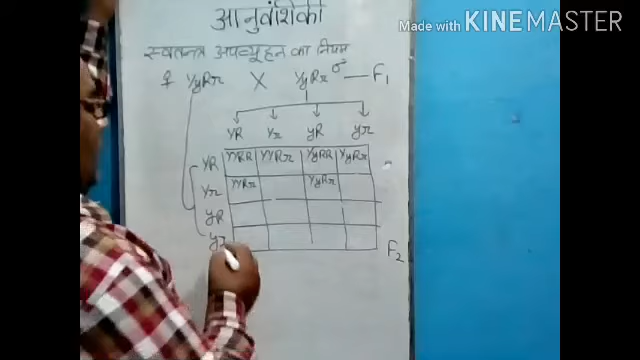 आनुवंशिकी
Made with KINEMASTER
स्वतन्त्र अपव्यूहन का नियम
♀ YyRr X YyRr ♂ — F1
YR Yr yR yr
YR YYRR YYRr YyRR YyRr
Yr YYRr YyRr
yR
yr
F2